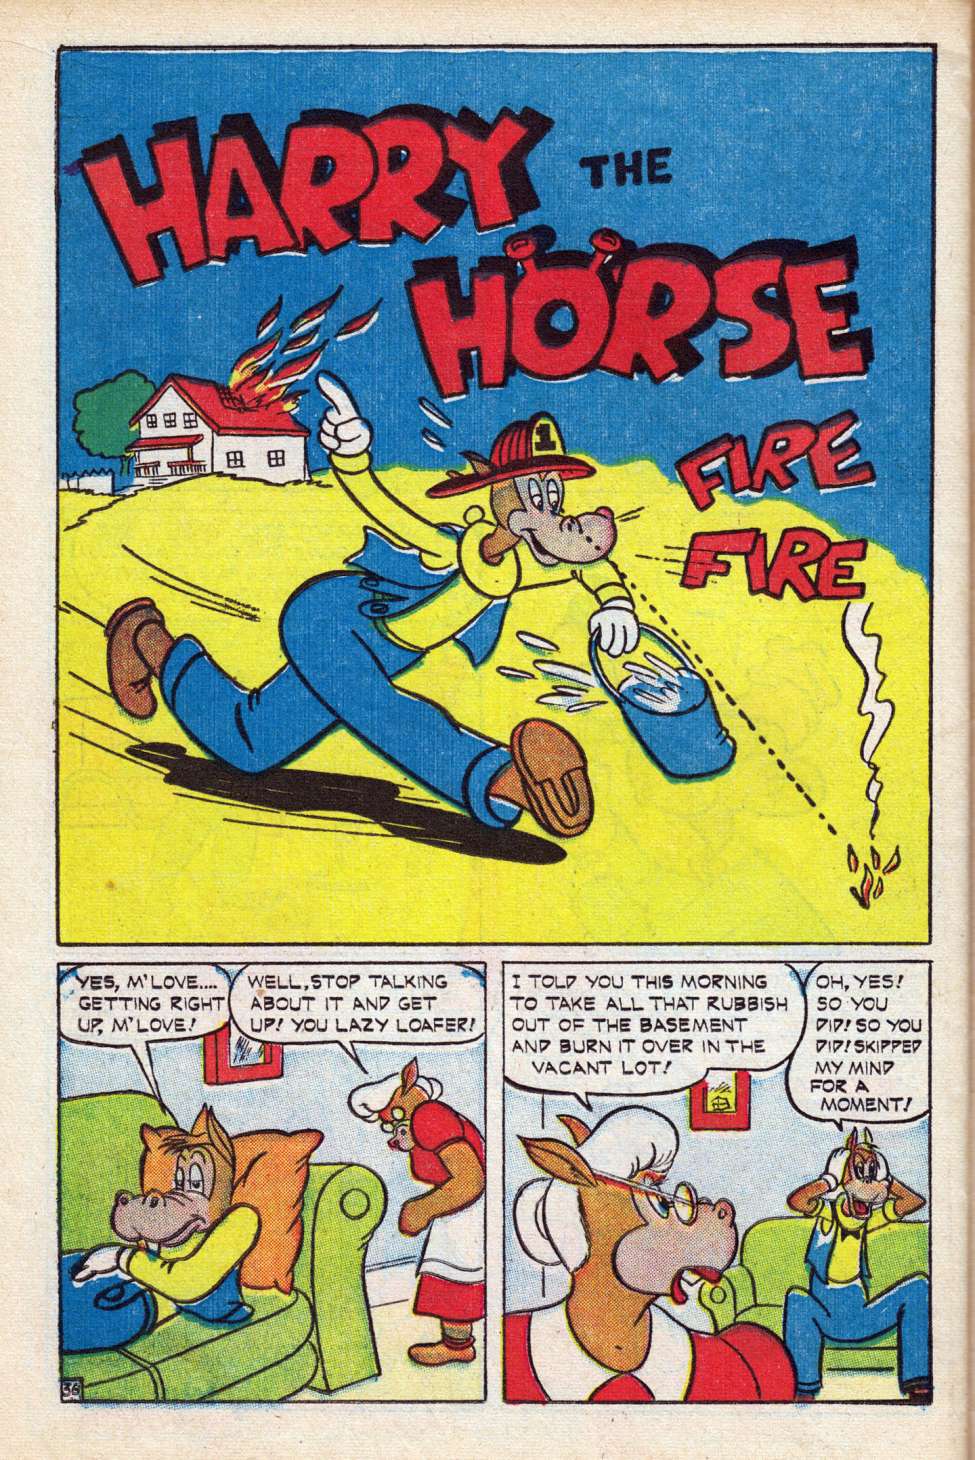 HARRY THE
HORSE
FIRE
FIRE
1
YES, M'LOVE....
GETTING RIGHT
UP, M'LOVE!
WELL, STOP TALKING
ABOUT IT AND GET
UP! YOU LAZY LOAFER!
I TOLD YOU THIS MORNING
TO TAKE ALL THAT RUBBISH
OUT OF THE BASEMENT
AND BURN IT OVER IN THE
VACANT LOT!
OH, YES!
SO YOU
DID! SO YOU
DID! SKIPPED
MY MIND
FOR A
MOMENT!
36